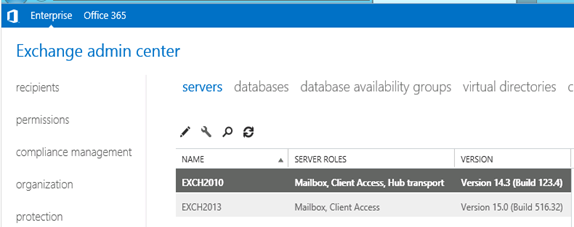 Enterprise Office 365
Exchange admin center
recipients
permissions
compliance management
organization
protection
servers databases database availability groups virtual directories
NAME SERVER ROLES VERSION
EXCH2010 Mailbox, Client Access, Hub transport Version 14.3 (Build 123.4)
EXCH2013 Mailbox, Client Access Version 15.0 (Build 516.32)